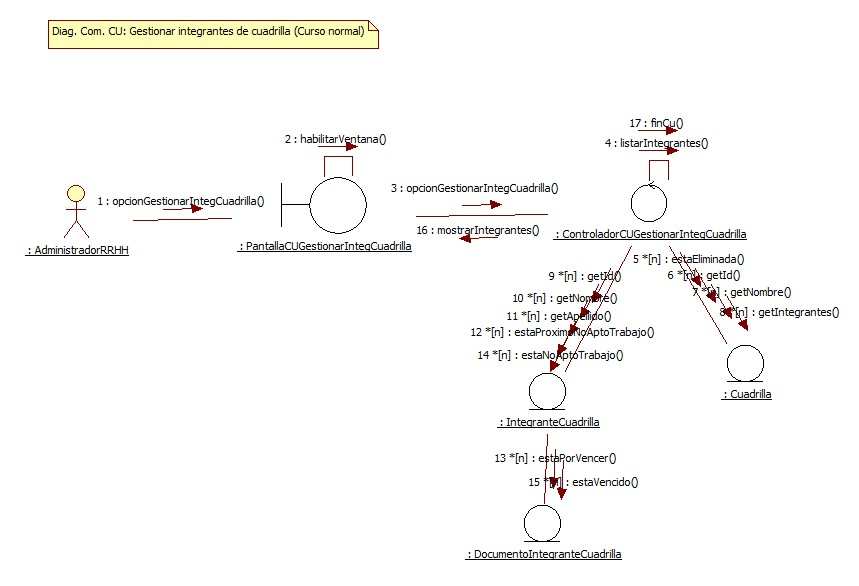 Diag. Com. CU: Gestionar integrantes de cuadrilla (Curso normal)
17 : finCu()
2 : habilitarVentana()
4 : listarIntegrantes()
1 : opcionGestionarIntegCuadrilla()
3 : opcionGestionarIntegCuadrilla()
16 : mostrarIntegrantes()
: AdministradorRRHH
: PantallaCUGestionarIntegCuadrilla
: ControladorCUGestionarIntegCuadrilla
5 *[n] : estaEliminada()
9 *[n] : getId()
6 *[n] : getId()
10 *[n] : getNombre()
7 *[n] : getNombre()
11 *[n] : getApellido()
8 *[n] : getIntegrantes()
12 *[n] : estaProximoNoAptoTrabajo()
14 *[n] : estaNoAptoTrabajo()
: Cuadrilla
: IntegranteCuadrilla
13 *[n] : estaPorVencer()
15 *[n] : estaVencido()
: DocumentoIntegranteCuadrilla